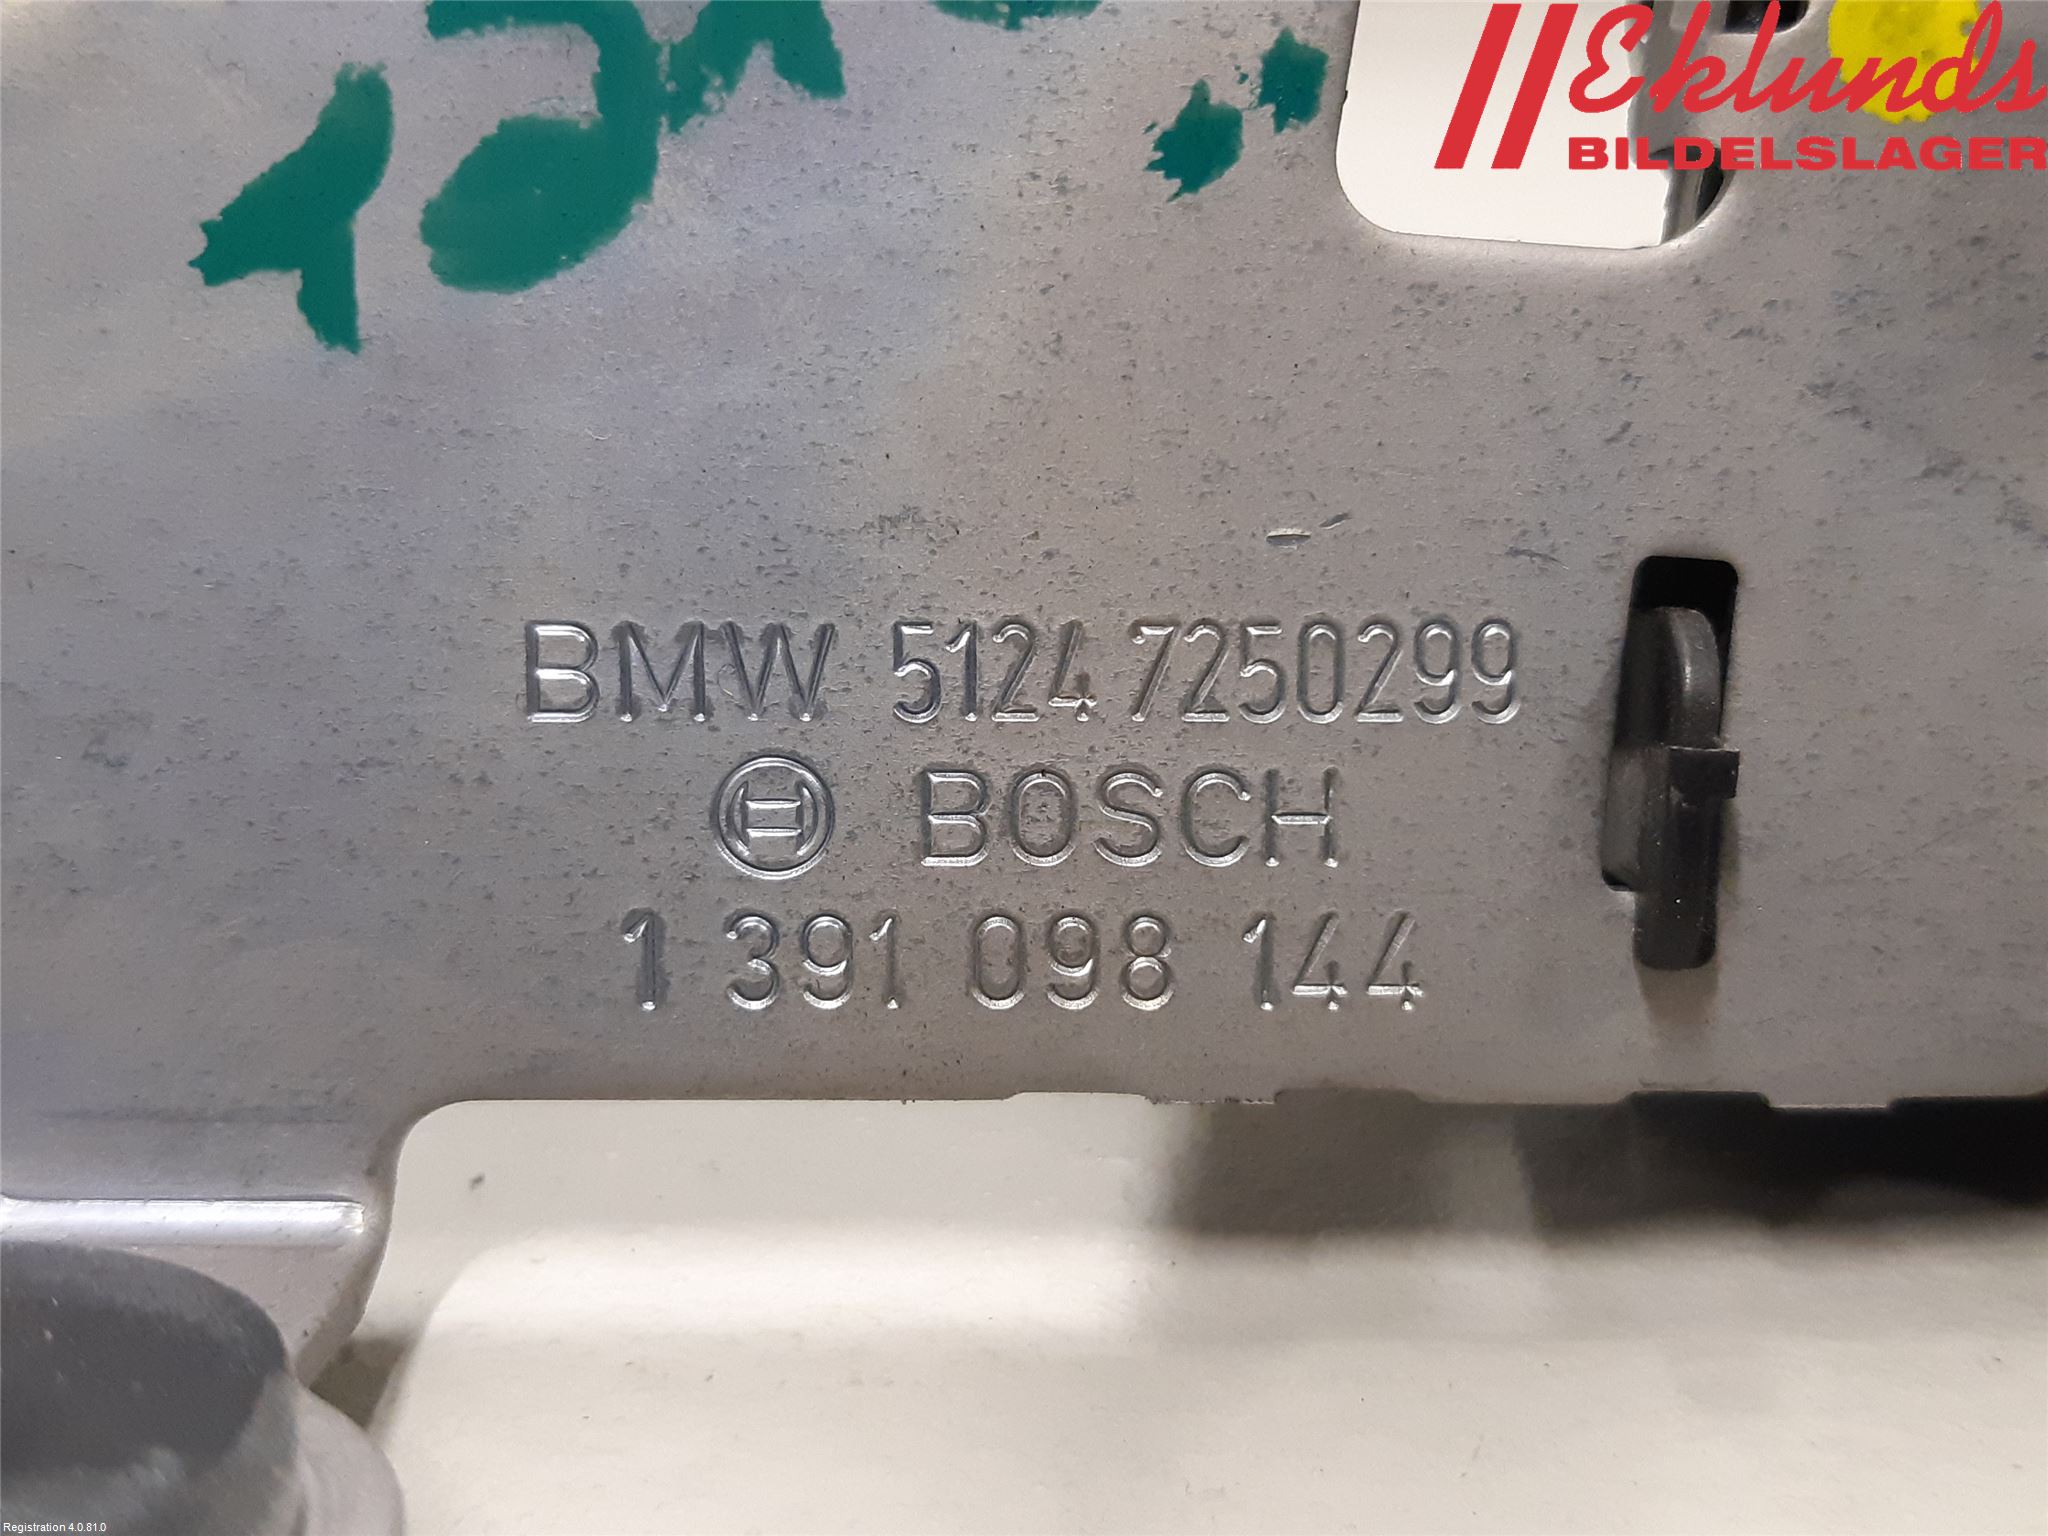 Eklunds
BILDELSLAGER
BMW 5124 7250299
BOSCH
1 391 098 144
Registration 4.0.81.0